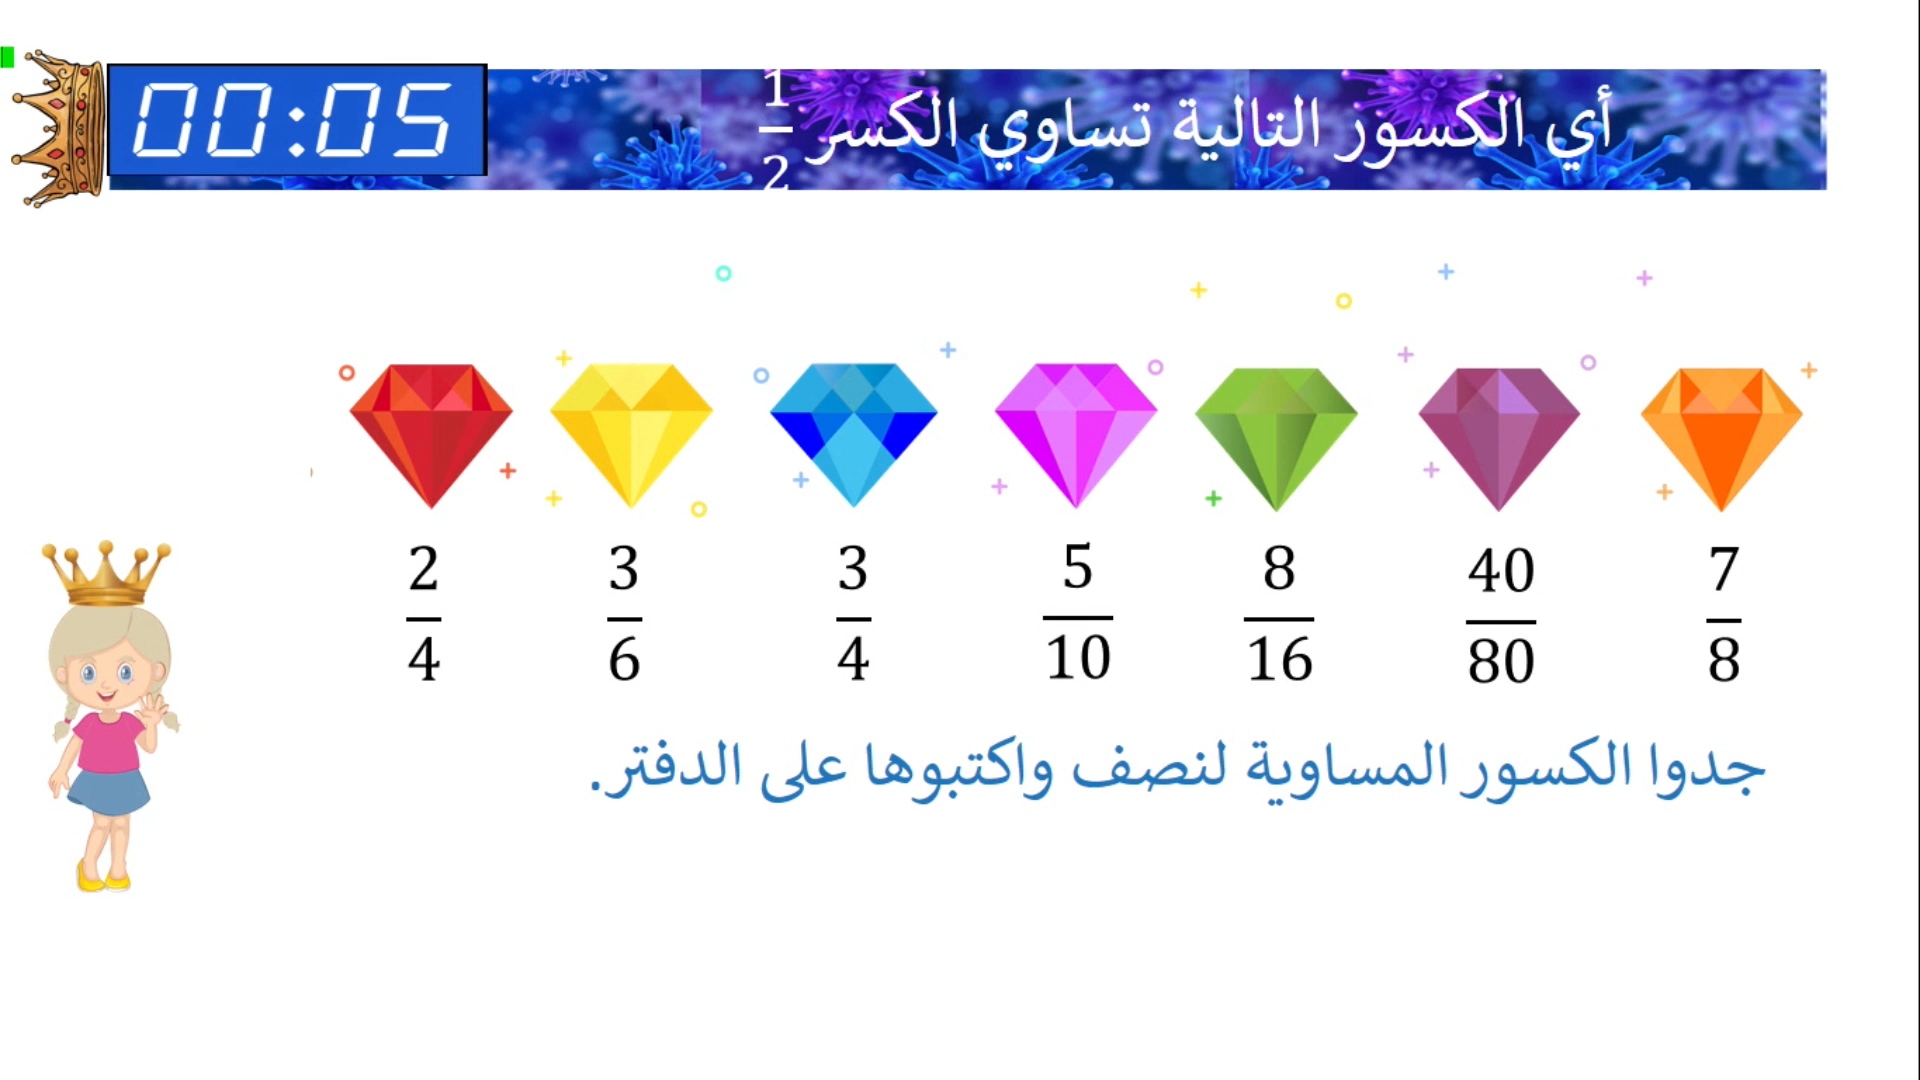 00:05
أي الكسور التالية تساوي الكسر 1/2
2/4 3/6 3/4 5/10 8/16 40/80 7/8
جدوا الكسور المساوية لنصف واكتبوها على الدفتر.